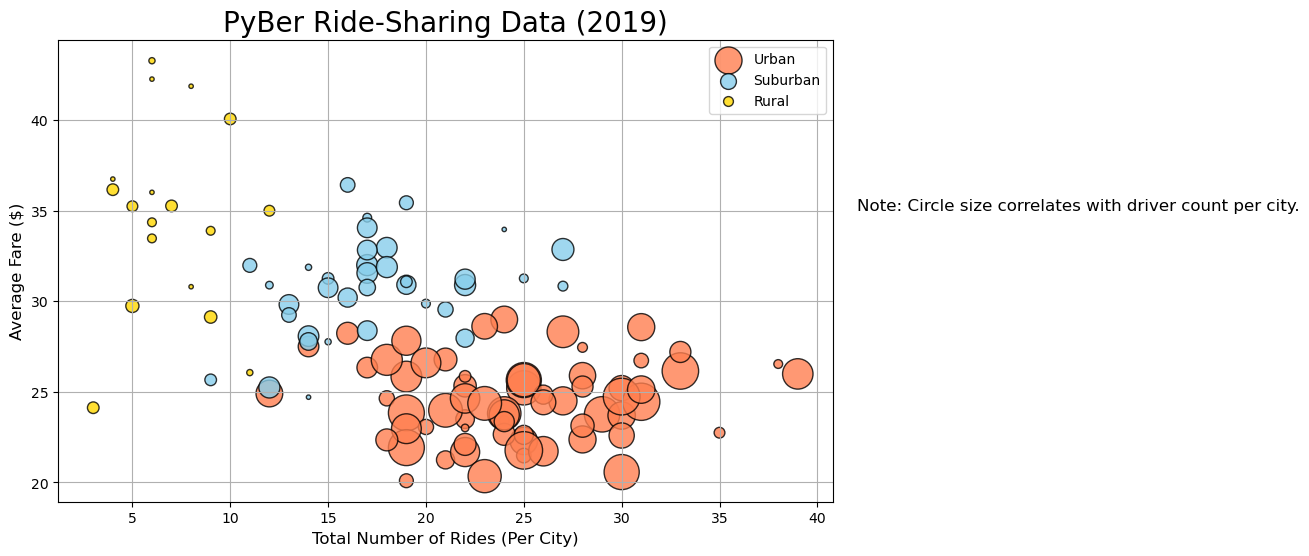 PyBer Ride-Sharing Data (2019)
Urban
Suburban
Rural
Average Fare ($)
40
35
30
25
20
5 10 15 20 25 30 35 40
Total Number of Rides (Per City)
Note: Circle size correlates with driver count per city.